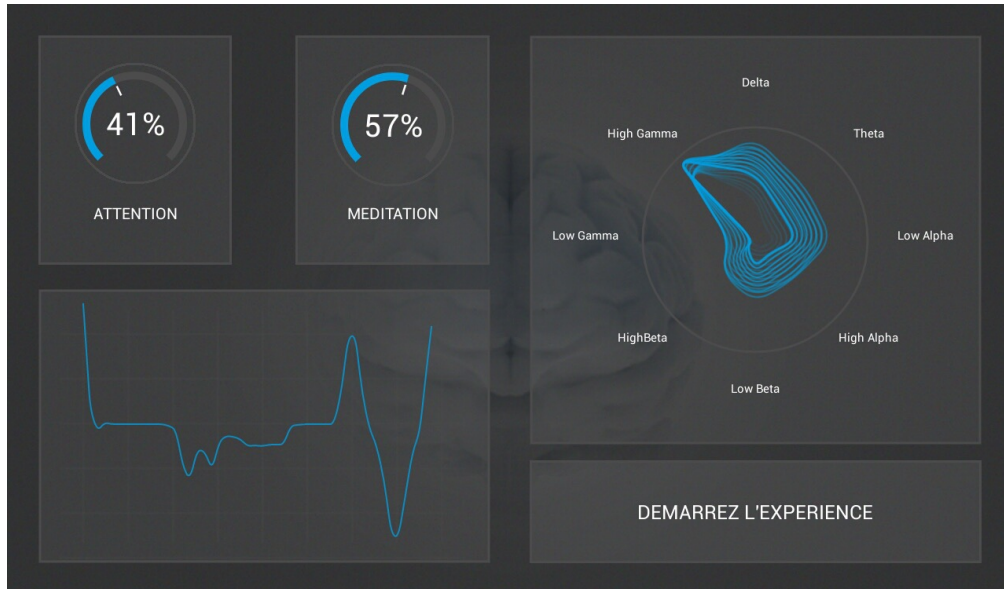 41%
ATTENTION
57%
MEDITATION
Delta
High Gamma
Theta
Low Gamma
Low Alpha
HighBeta
High Alpha
Low Beta
DEMARREZ L'EXPERIENCE